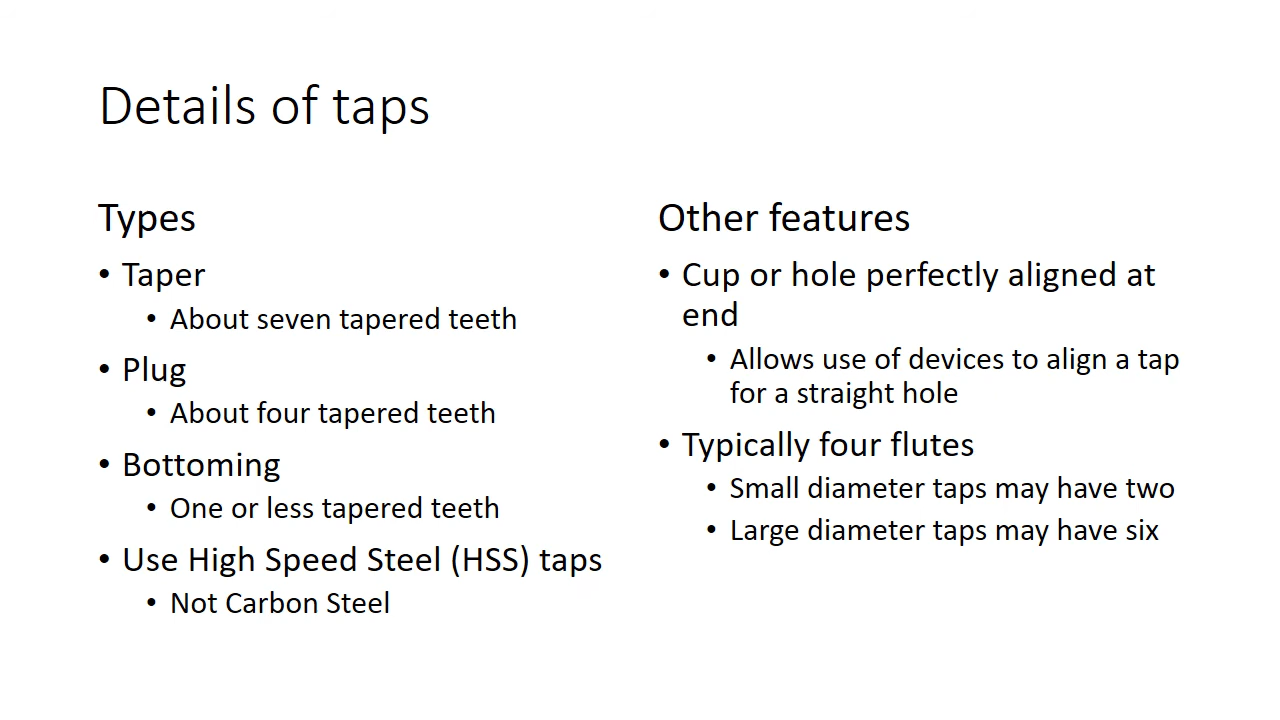 Details of taps
Types
• Taper
• About seven tapered teeth
• Plug
• About four tapered teeth
• Bottoming
• One or less tapered teeth
• Use High Speed Steel (HSS) taps
• Not Carbon Steel
Other features
• Cup or hole perfectly aligned at
end
• Allows use of devices to align a tap
for a straight hole
• Typically four flutes
• Small diameter taps may have two
• Large diameter taps may have six